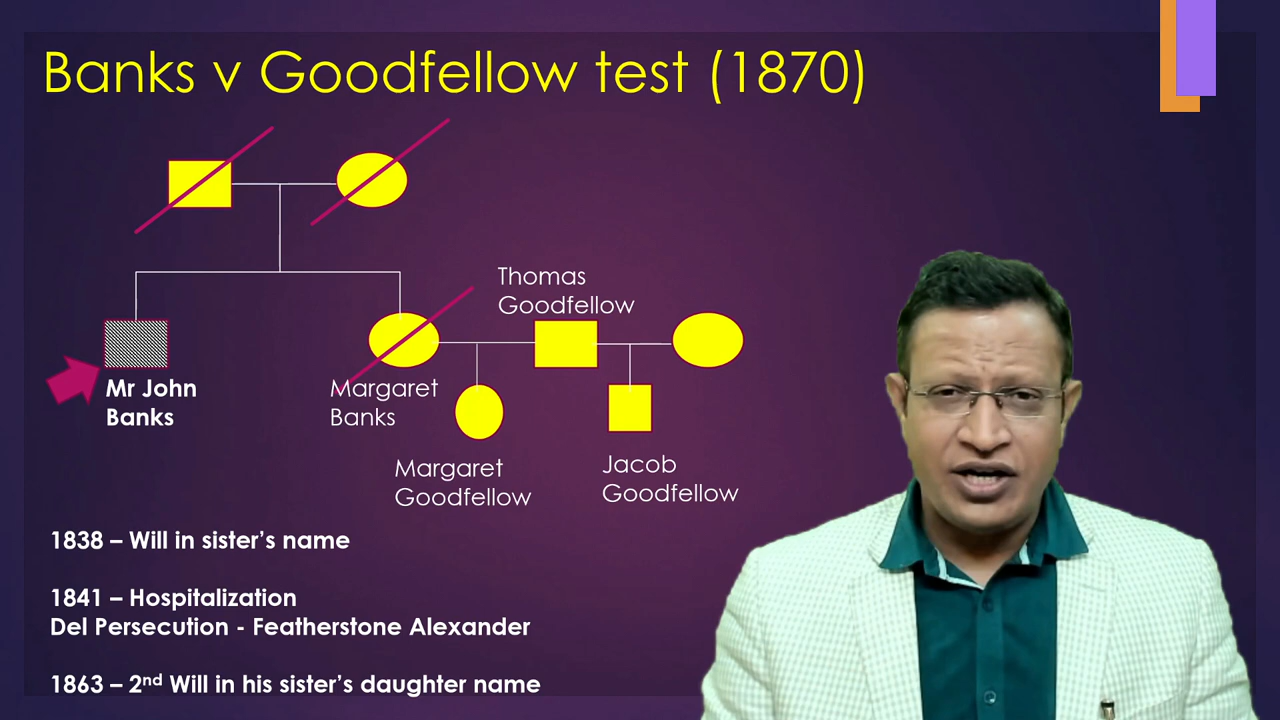 Banks v Goodfellow test (1870)
Thomas
Goodfellow
Mr John
Banks
Margaret
Banks
Margaret
Goodfellow
Jacob
Goodfellow
1838 – Will in sister’s name
1841 – Hospitalization
Del Persecution - Featherstone Alexander
1863 – 2nd Will in his sister’s daughter name